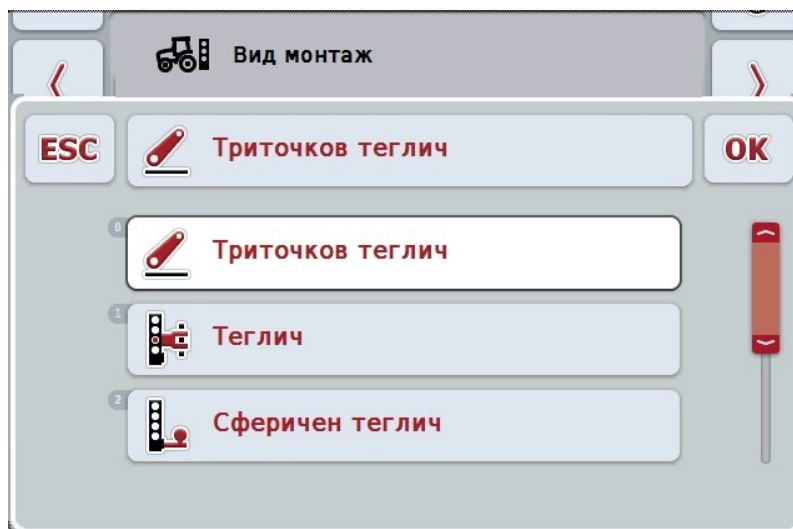 Вид монтаж
ESC
Триточков теглич
OK
0
Триточков теглич
1
Теглич
2
Сферичен теглич